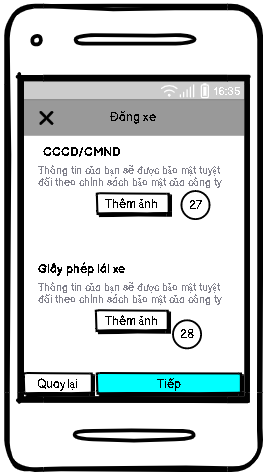 16:35
Đăng xe
CCCD/CMND
Thông tin của bạn sẽ được bảo mật tuyệt
đối theo chính sách bảo mật của công ty
Thêm ảnh
27
Giấy phép lái xe
Thông tin của bạn sẽ được bảo mật tuyệt
đối theo chính sách bảo mật của công ty
Thêm ảnh
28
Quay lại Tiếp